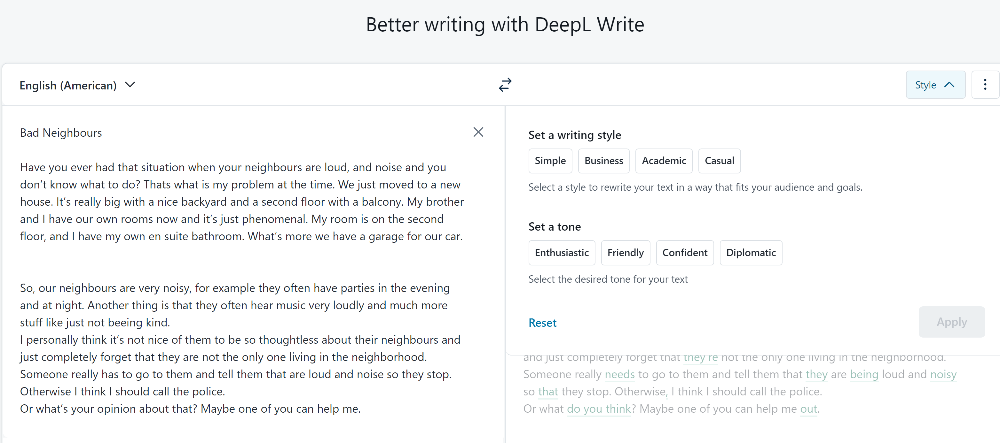 Better writing with DeepL Write
English (American)
Style
Bad Neighbours
Have you ever had that situation when your neighbours are loud, and noise and you
don’t know what to do? Thats what is my problem at the time. We just moved to a new
house. It’s really big with a nice backyard and a second floor with a balcony. My brother
and I have our own rooms now and it’s just phenomenal. My room is on the second
floor, and I have my own en suite bathroom. What’s more we have a garage for our car.
So, our neighbours are very noisy, for example they often have parties in the evening
and at night. Another thing is that they often hear music very loudly and much more
stuff like just not beeing kind.
I personally think it’s not nice of them to be so thoughtless about their neighbours and
just completely forget that they are not the only one living in the neighborhood.
Someone really has to go to them and tell them that are loud and noise so they stop.
Otherwise I think I should call the police.
Or what’s your opinion about that? Maybe one of you can help me.
Set a writing style
Simple Business Academic Casual
Select a style to rewrite your text in a way that fits your audience and goals.
Set a tone
Enthusiastic Friendly Confident Diplomatic
Select the desired tone for your text
Reset
Apply
and just completely forget that they're not the only one living in the neighborhood.
Someone really needs to go to them and tell them that they are being loud and noisy
so that they stop. Otherwise, I think I should call the police.
Or what do you think? Maybe one of you can help me out.